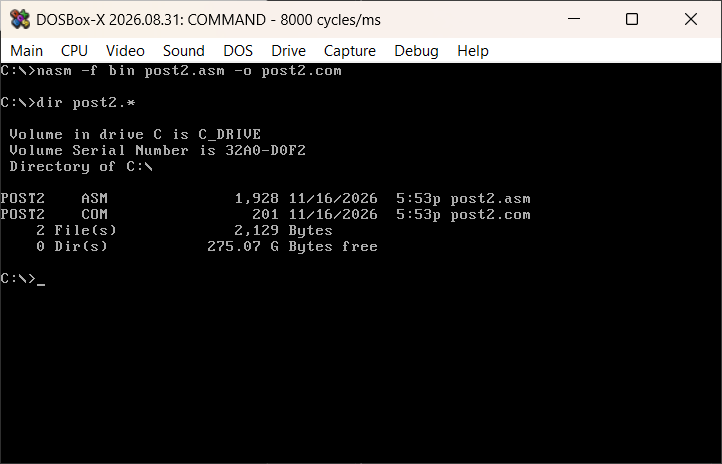 DOSBox-X 2026.08.31: COMMAND - 8000 cycles/ms
Main CPU Video Sound DOS Drive Capture Debug Help
C:\>nasm -f bin post2.asm -o post2.com
C:\>dir post2.*
Volume in drive C is C_DRIVE
Volume Serial Number is 32A0-D0F2
Directory of C:\
POST2    ASM              1,928 11/16/2026  5:53p post2.asm
POST2    COM                201 11/16/2026  5:53p post2.com
2 File(s)             2,129 Bytes
0 Dir(s)          275.07 G Bytes free
C:\>_